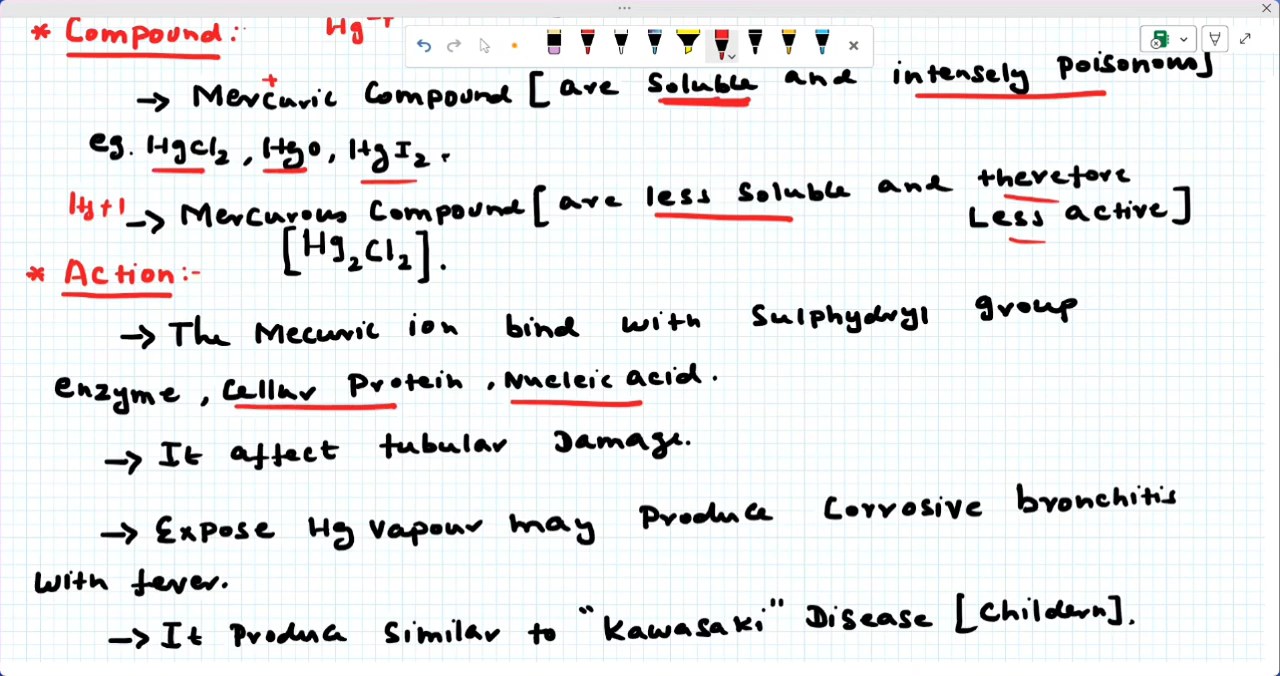 * Compound:-
→ Mercuric Compound [are Soluble and intensely poisonous]
eg. HgCl2, HgO, HgI2.
Hg+1 → Mercurous Compound [are less Soluble and therefore
Less active]
[Hg2Cl2].
* Action:-
→ The Mecuric ion bind with Sulphydryl group
enzyme, Cellular Protein, Nucleic acid.
→ It affect tubular Damage.
→ Expose Hg vapour may Produce Corrosive bronchitis
with fever.
→ It Produce Similar to "Kawasaki" Disease [Childern].